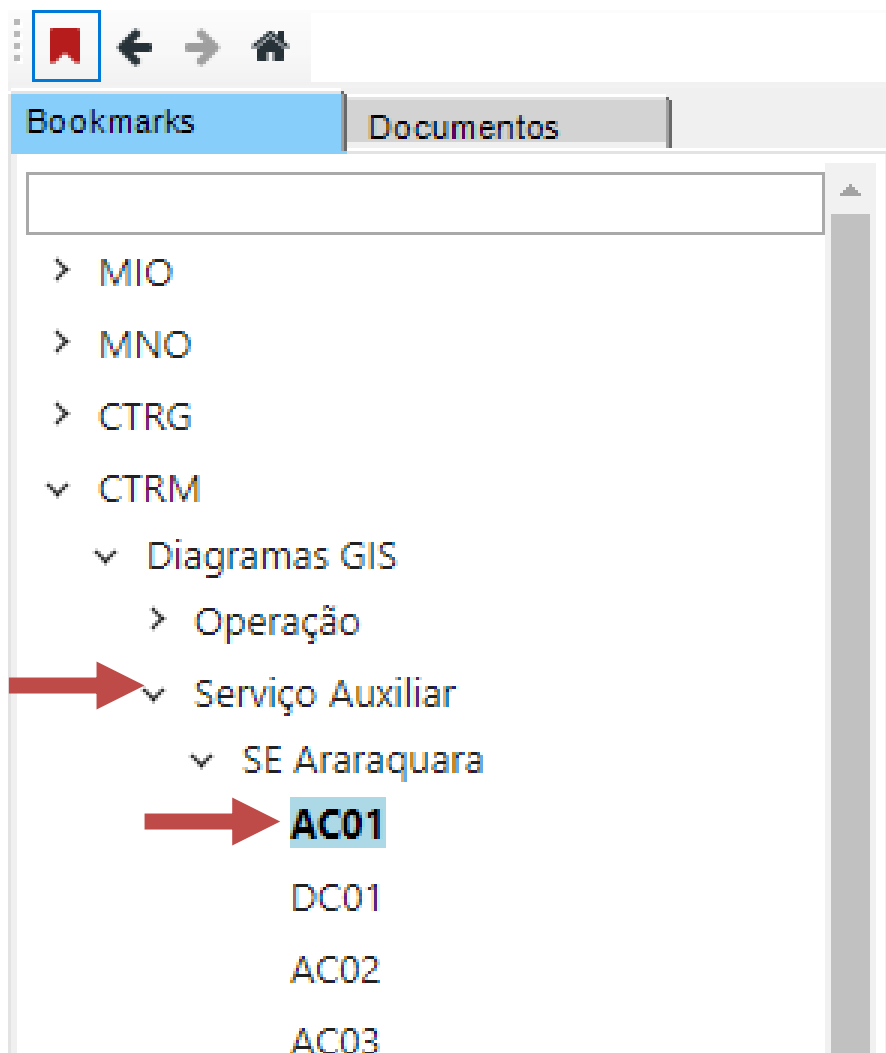 Bookmarks Documentos
MIO
MNO
CTRG
CTRM
Diagramas GIS
Operação
Serviço Auxiliar
SE Araraquara
AC01
DC01
AC02
AC03